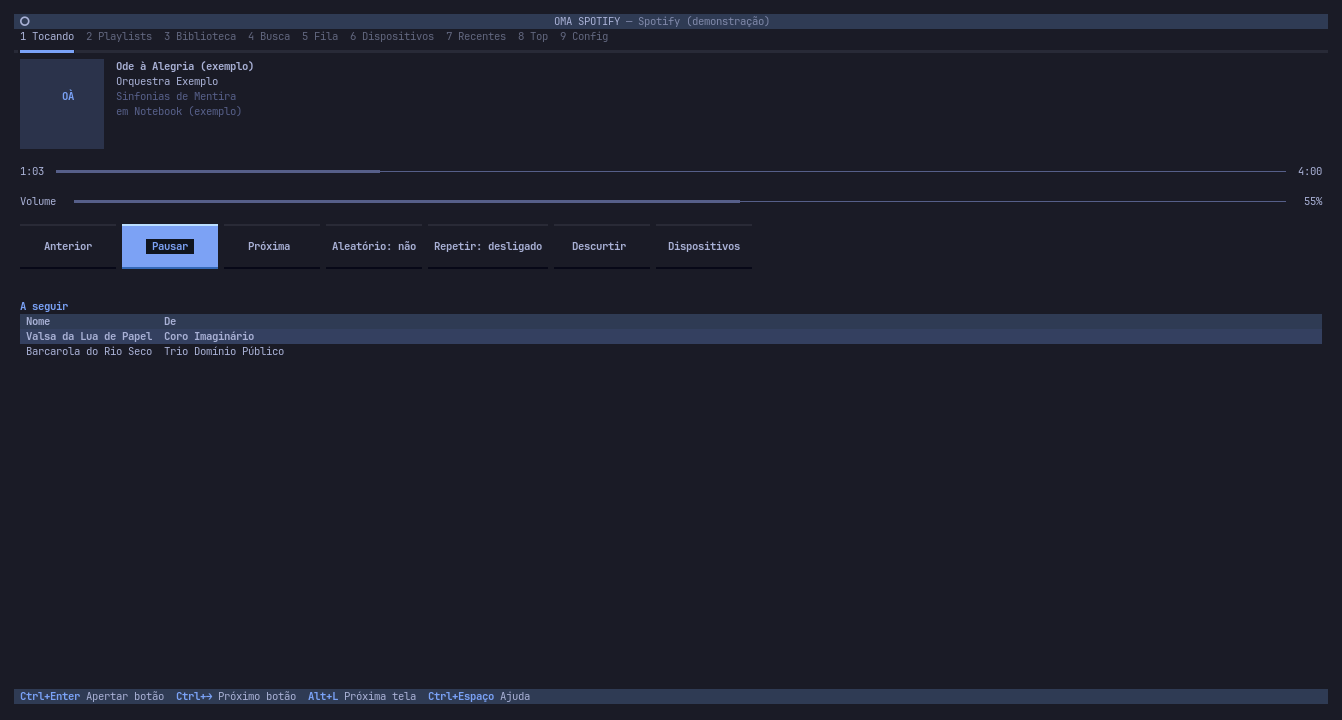 OMA SPOTIFY — Spotify (demonstração)
1 Tocando 2 Playlists 3 Biblioteca 4 Busca 5 Fila 6 Dispositivos 7 Recentes 8 Top 9 Config
OÀ
Ode à Alegria (exemplo)
Orquestra Exemplo
Sinfonias de Mentira
em Notebook (exemplo)
1:03 4:00
Volume 55%
Anterior Pausar Próxima Aleatório: não Repetir: desligado Descurtir Dispositivos
A seguir
Nome De
Valsa da Lua de Papel Coro Imaginário
Barcarola do Rio Seco Trio Domínio Público
Ctrl+Enter Apertar botão Ctrl+↔ Próximo botão Alt+L Próxima tela Ctrl+Espaço Ajuda